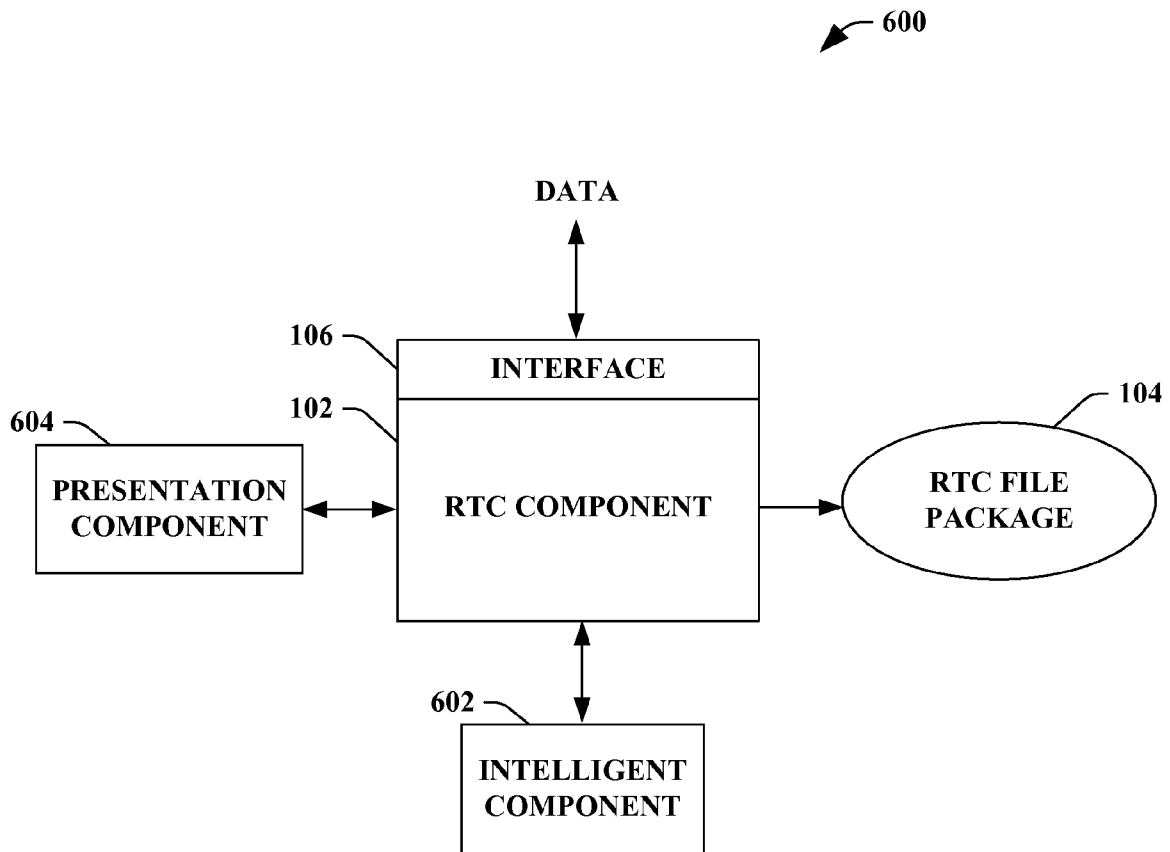 600
DATA
106
INTERFACE
102
RTC COMPONENT
604
PRESENTATION
COMPONENT
104
RTC FILE
PACKAGE
602
INTELLIGENT
COMPONENT